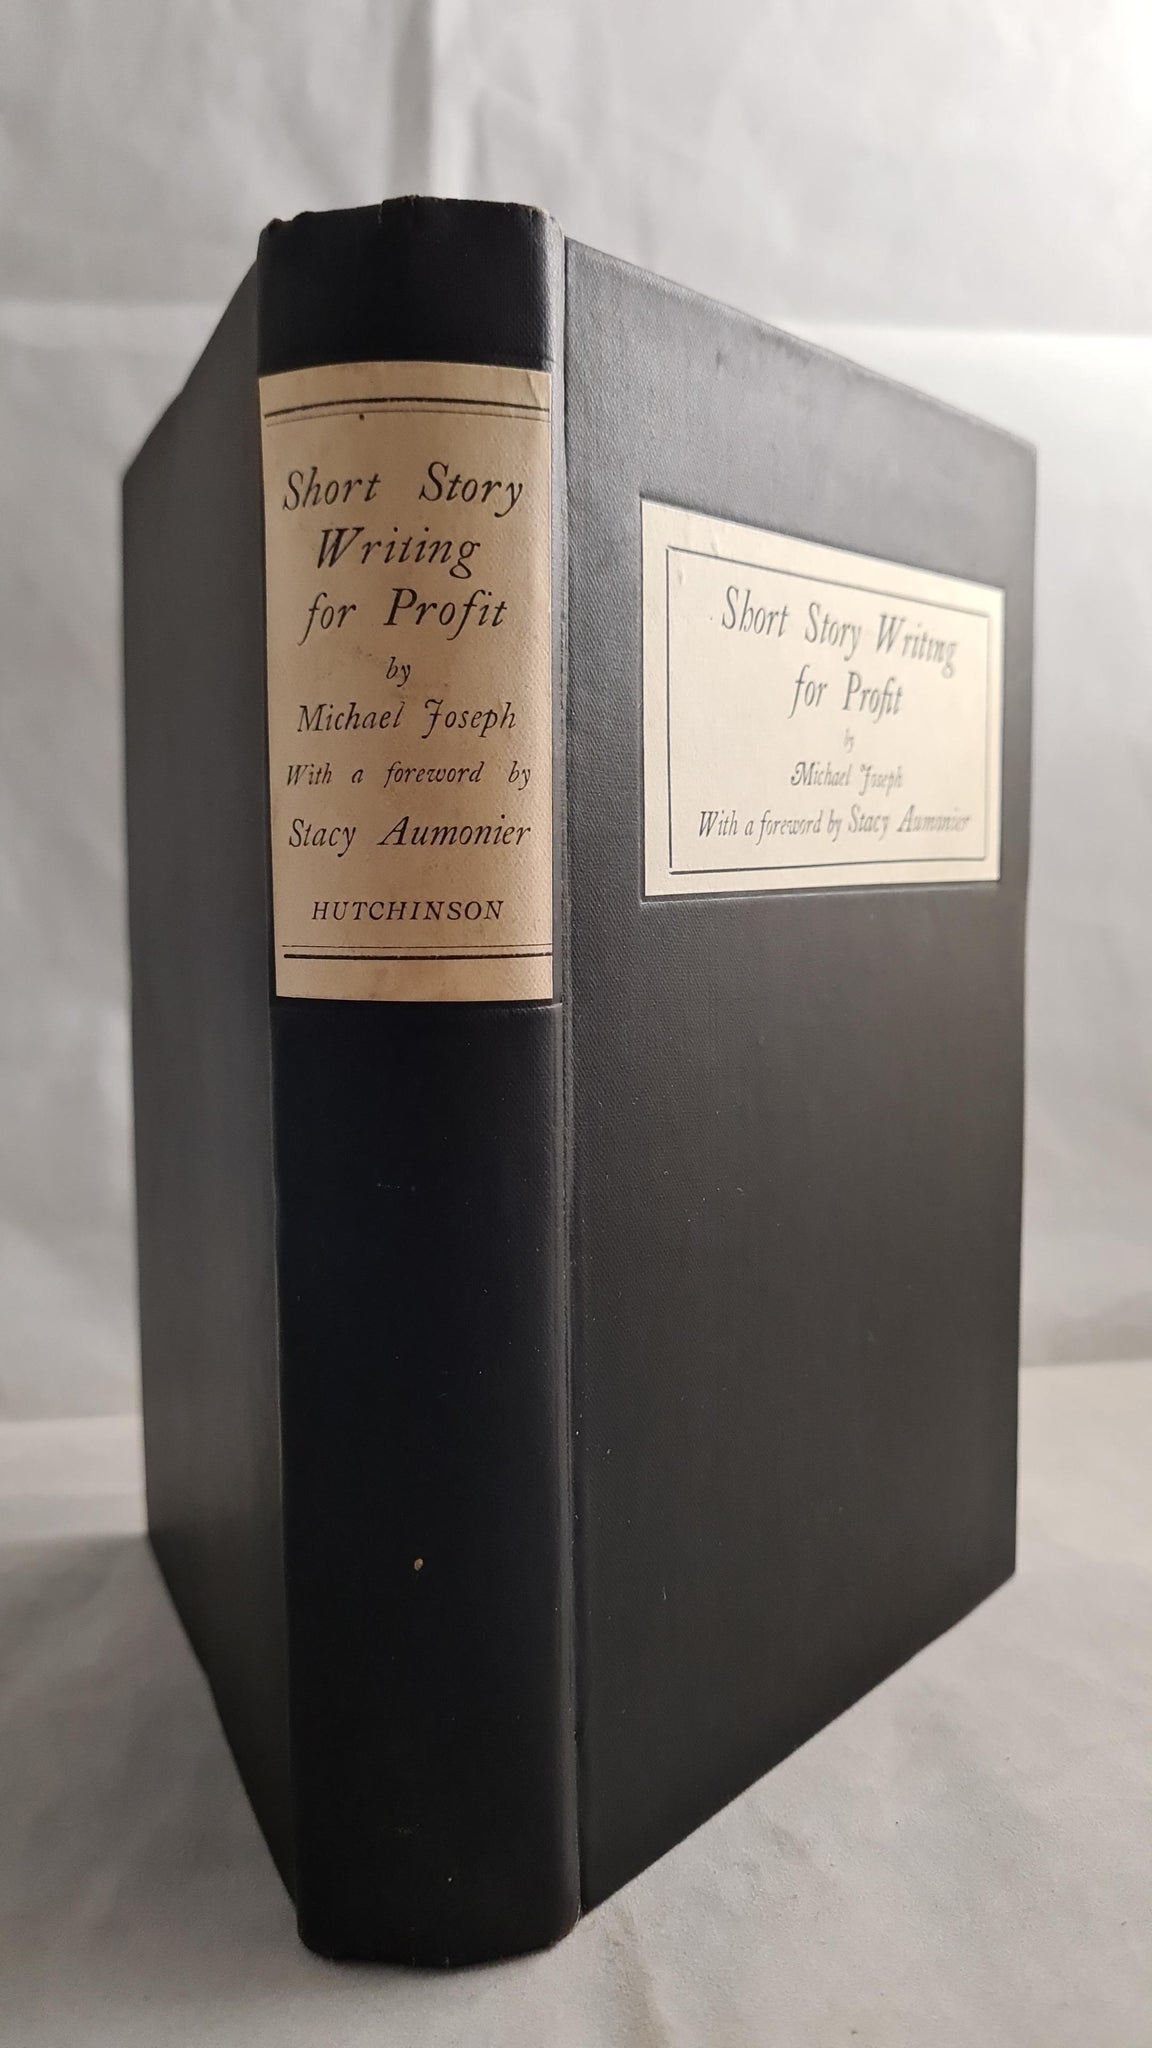 Short Story
Writing
for Profit
by
Michael Joseph
With a foreword by
Stacy Aumonier
HUTCHINSON
Short Story Writing
for Profit
by
Michael Joseph
With a foreword by Stacy Aumonier